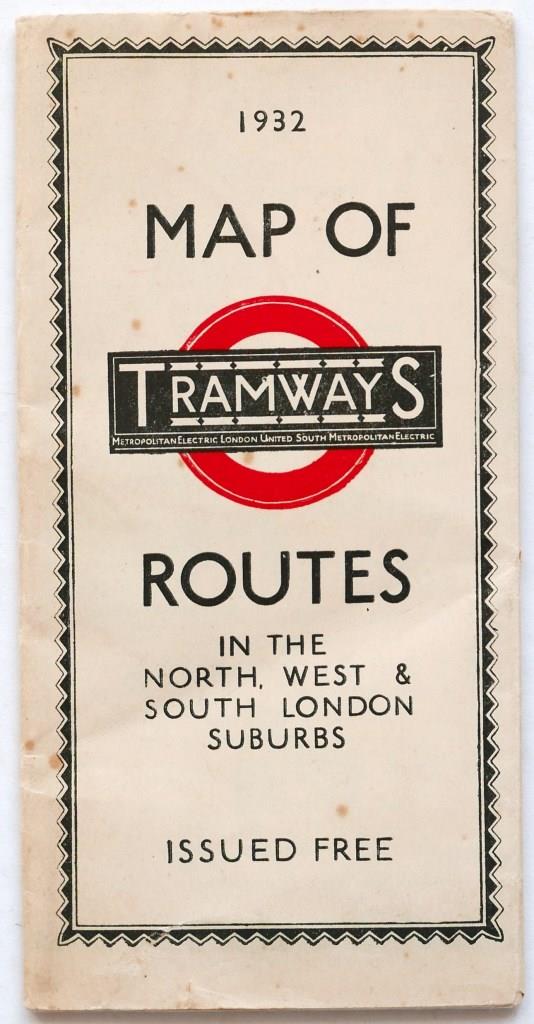 1932
MAP OF
TRAMWAYS
METROPOLITAN ELECTRIC LONDON UNITED SOUTH METROPOLITAN ELECTRIC
ROUTES
IN THE
NORTH, WEST &
SOUTH LONDON
SUBURBS
ISSUED FREE